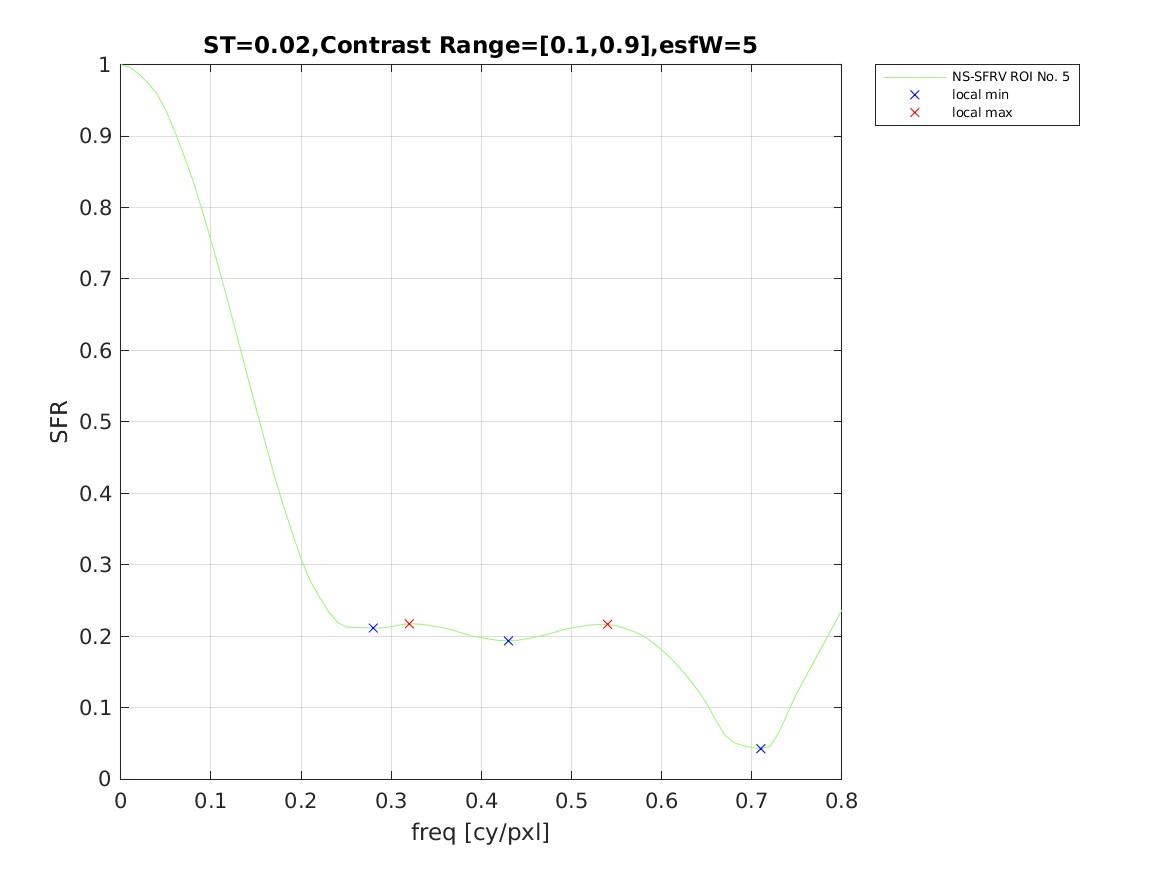 ST=0.02,Contrast Range=[0.1,0.9],esfW=5
NS-SFRV ROI No. 5
local min
local max
SFR
1
0.9
0.8
0.7
0.6
0.5
0.4
0.3
0.2
0.1
0
0 0.1 0.2 0.3 0.4 0.5 0.6 0.7 0.8
freq [cy/pxl]